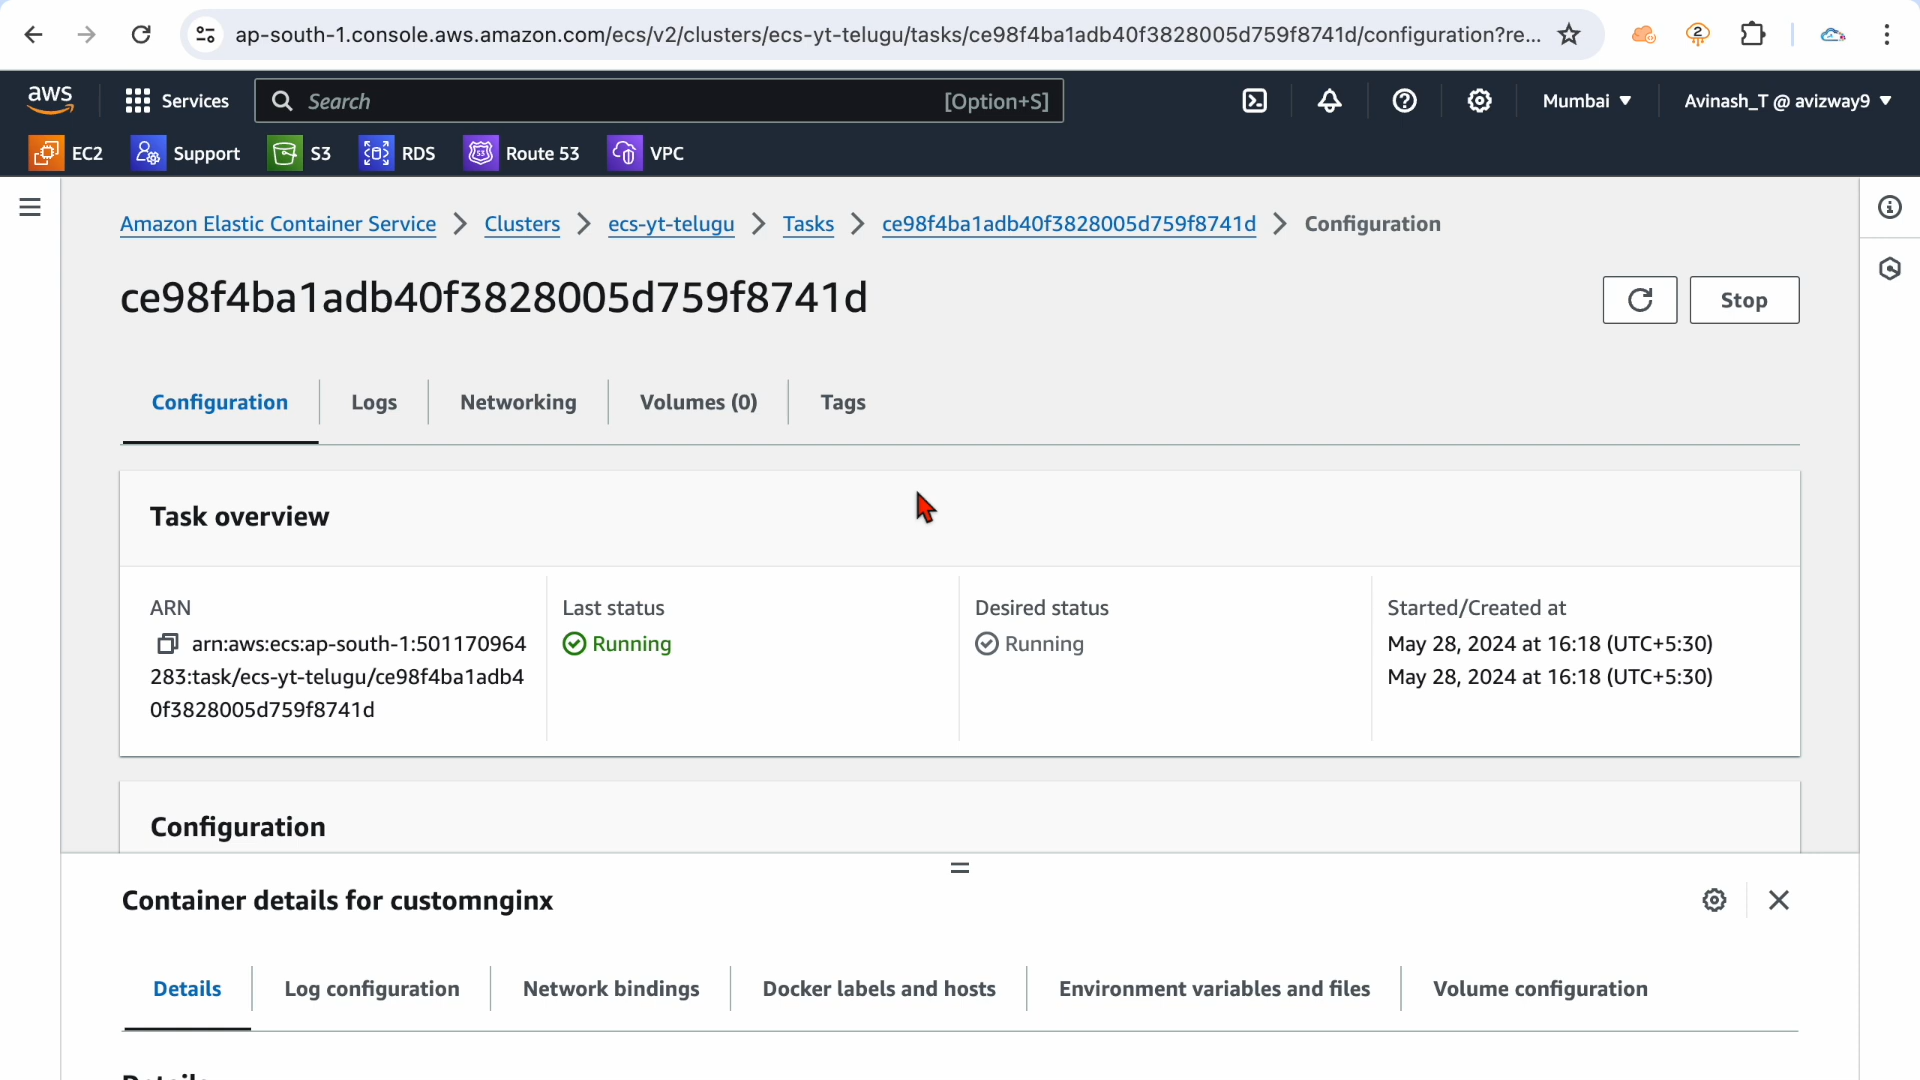 ap-south-1.console.aws.amazon.com/ecs/v2/clusters/ecs-yt-telugu/tasks/ce98f4ba1adb40f3828005d759f8741d/configuration?re...
2
aws
Services
Search
[Option+S]
Mumbai
Avinash_T @ avizway9
EC2
Support
S3
RDS
Route 53
VPC
Amazon Elastic Container Service
Clusters
ecs-yt-telugu
Tasks
ce98f4ba1adb40f3828005d759f8741d
Configuration
ce98f4ba1adb40f3828005d759f8741d
Stop
Configuration
Logs
Networking
Volumes (0)
Tags
Task overview
ARN
arn:aws:ecs:ap-south-1:501170964
283:task/ecs-yt-telugu/ce98f4ba1adb4
0f3828005d759f8741d
Last status
Running
Desired status
Running
Started/Created at
May 28, 2024 at 16:18 (UTC+5:30)
May 28, 2024 at 16:18 (UTC+5:30)
Configuration
Container details for customnginx
Details
Log configuration
Network bindings
Docker labels and hosts
Environment variables and files
Volume configuration
Details